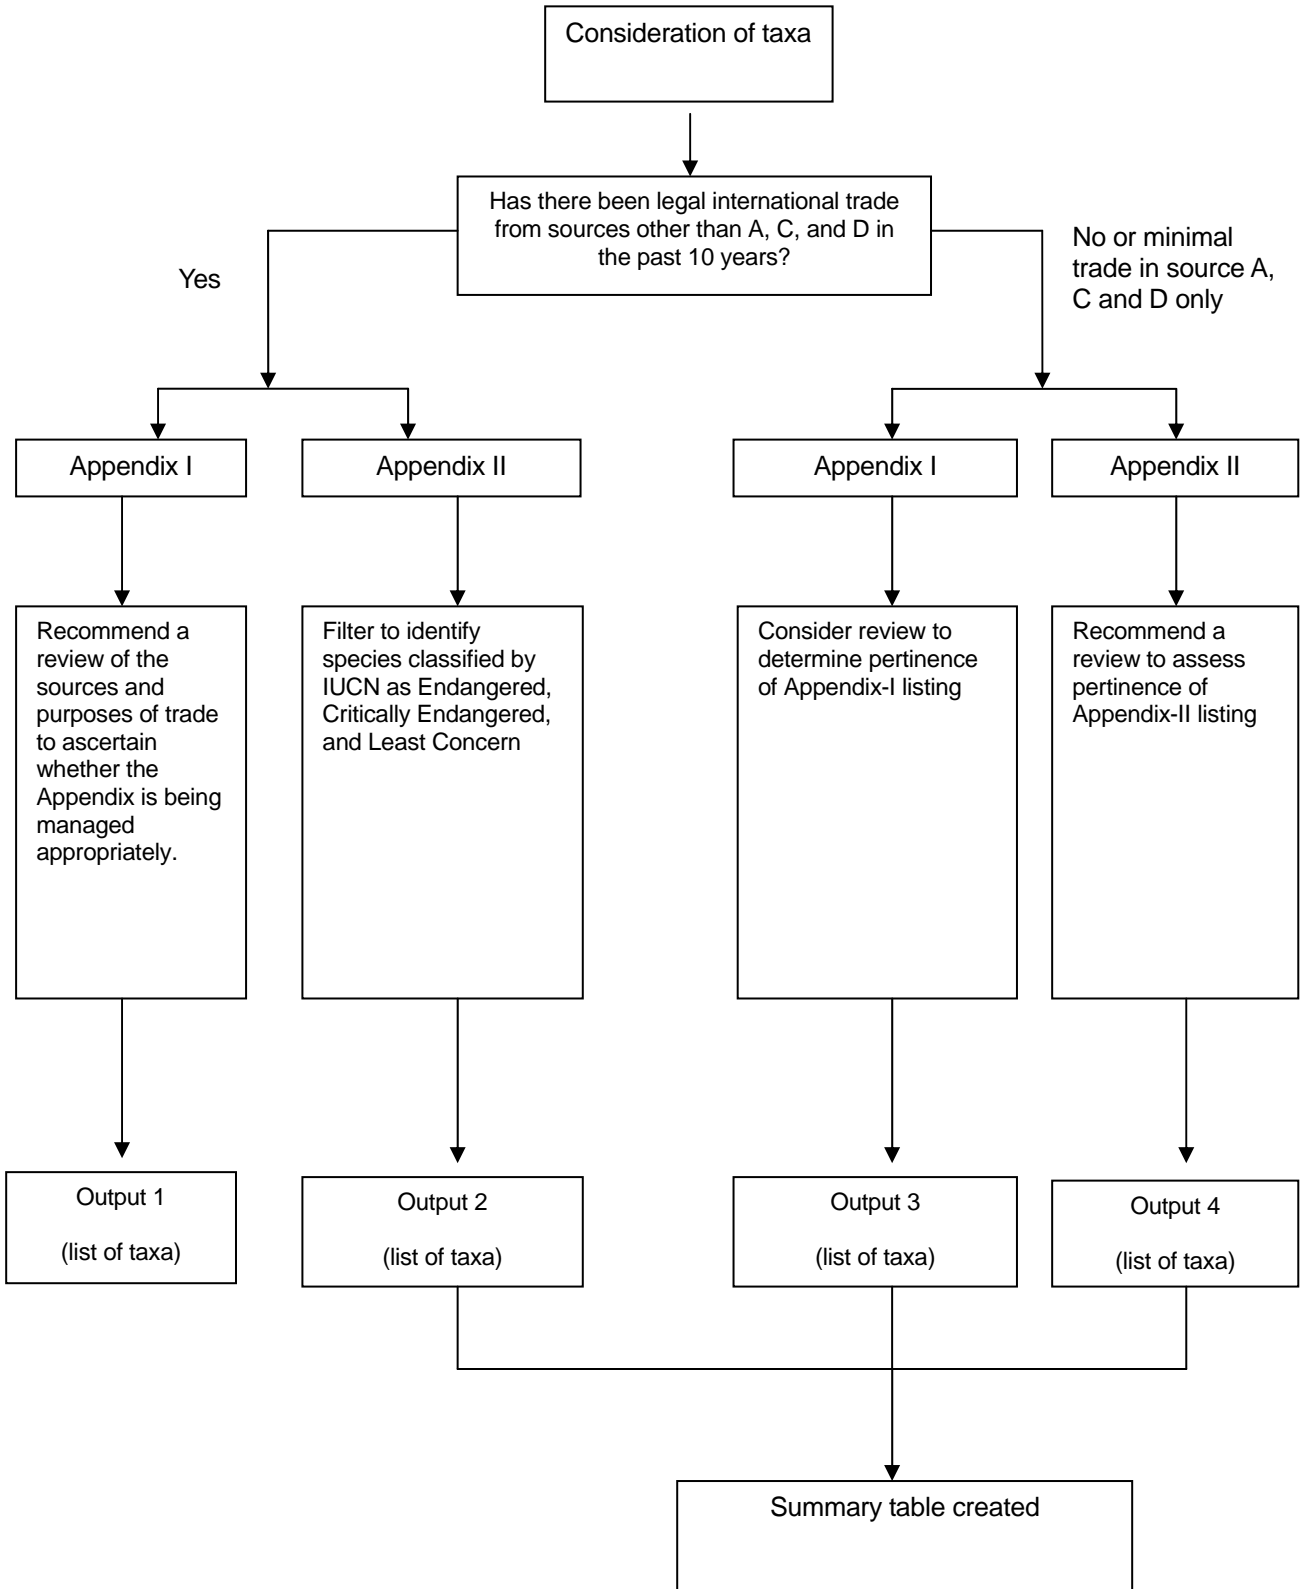 Consideration of taxa
Has there been legal international trade
from sources other than A, C, and D in
the past 10 years?
Yes
No or minimal
trade in source A,
C and D only
Appendix I
Appendix II
Appendix I
Appendix II
Recommend a
review of the
sources and
purposes of trade
to ascertain
whether the
Appendix is being
managed
appropriately.
Filter to identify
species classified by
IUCN as Endangered,
Critically Endangered,
and Least Concern
Consider review to
determine pertinence
of Appendix-I listing
Recommend a
review to assess
pertinence of
Appendix-II listing
Output 1
(list of taxa)
Output 2
(list of taxa)
Output 3
(list of taxa)
Output 4
(list of taxa)
Summary table created